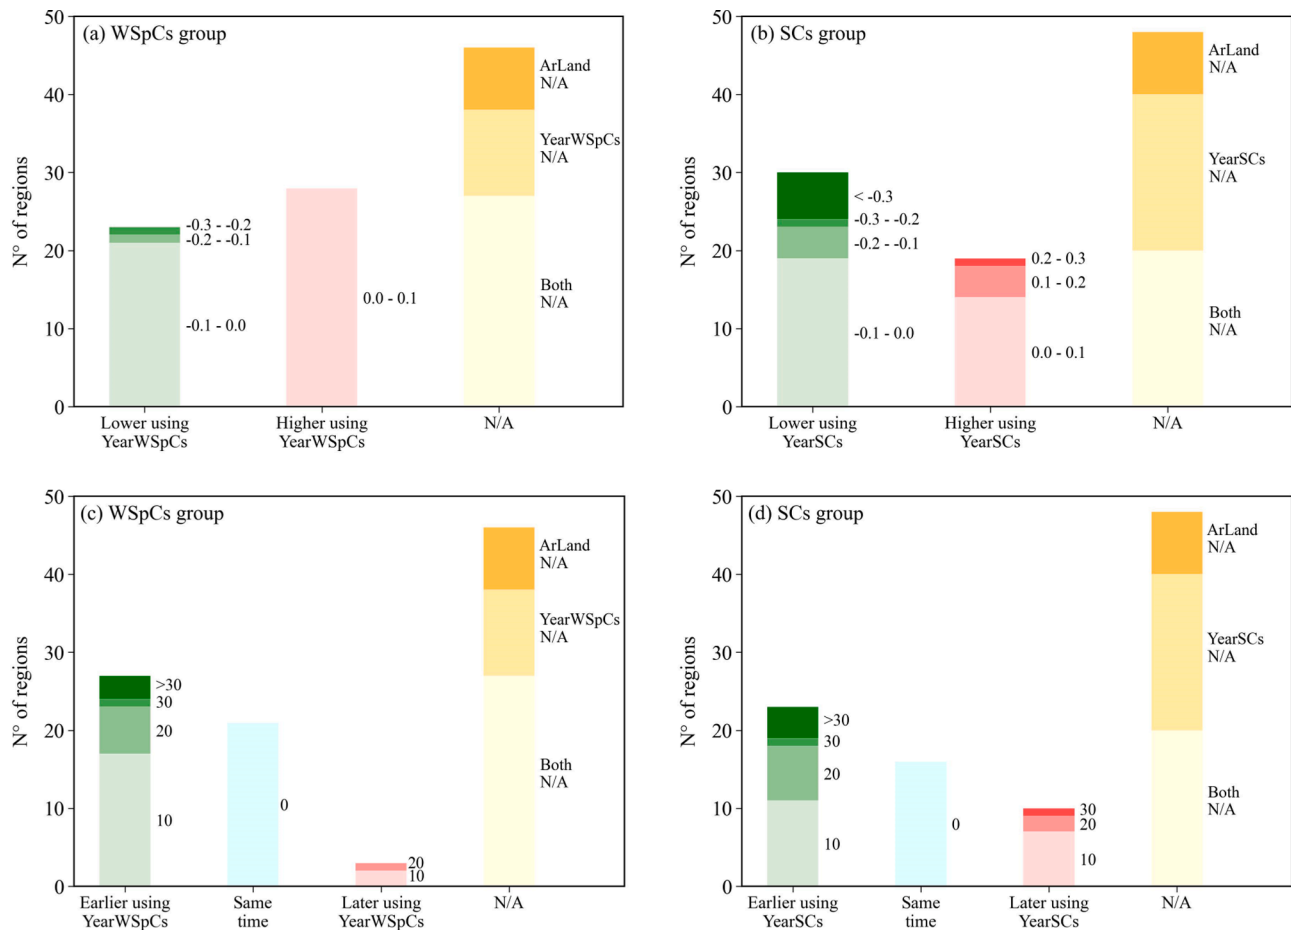 (a) WSpCs group
N° of regions
50
40
30
20
10
0
-0.3 - -0.2
-0.2 - -0.1
-0.1 - 0.0
0.0 - 0.1
ArLand
N/A
YearWSpCs
N/A
Both
N/A
Lower using
YearWSpCs
Higher using
YearWSpCs
N/A
(b) SCs group
N° of regions
50
40
30
20
10
0
< -0.3
-0.3 - -0.2
-0.2 - -0.1
-0.1 - 0.0
0.2 - 0.3
0.1 - 0.2
0.0 - 0.1
ArLand
N/A
YearSCs
N/A
Both
N/A
Lower using
YearSCs
Higher using
YearSCs
N/A
(c) WSpCs group
N° of regions
50
40
30
20
10
0
>30
30
20
10
0
20
10
ArLand
N/A
YearWSpCs
N/A
Both
N/A
Earlier using
YearWSpCs
Same
time
Later using
YearWSpCs
N/A
(d) SCs group
N° of regions
50
40
30
20
10
0
>30
30
20
10
0
30
20
10
ArLand
N/A
YearSCs
N/A
Both
N/A
Earlier using
YearSCs
Same
time
Later using
YearSCs
N/A